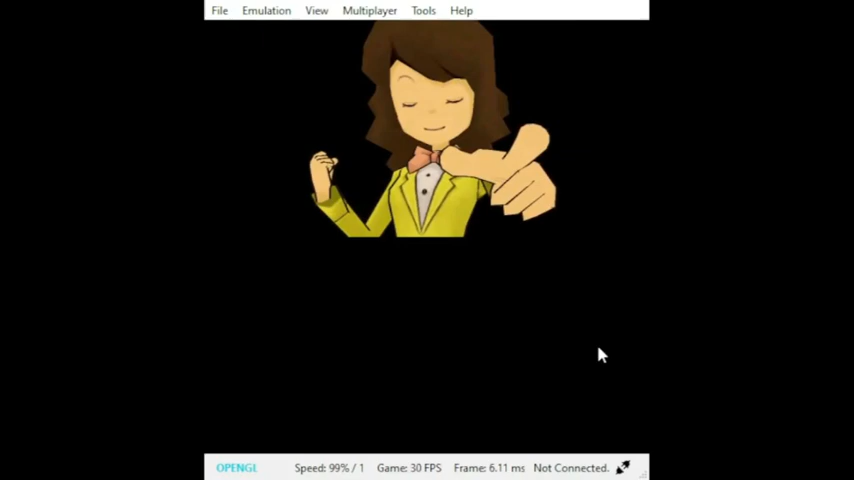 File Emulation View Multiplayer Tools Help
OPENGL Speed: 99% / 1 Game: 30 FPS Frame: 6.11 ms Not Connected.